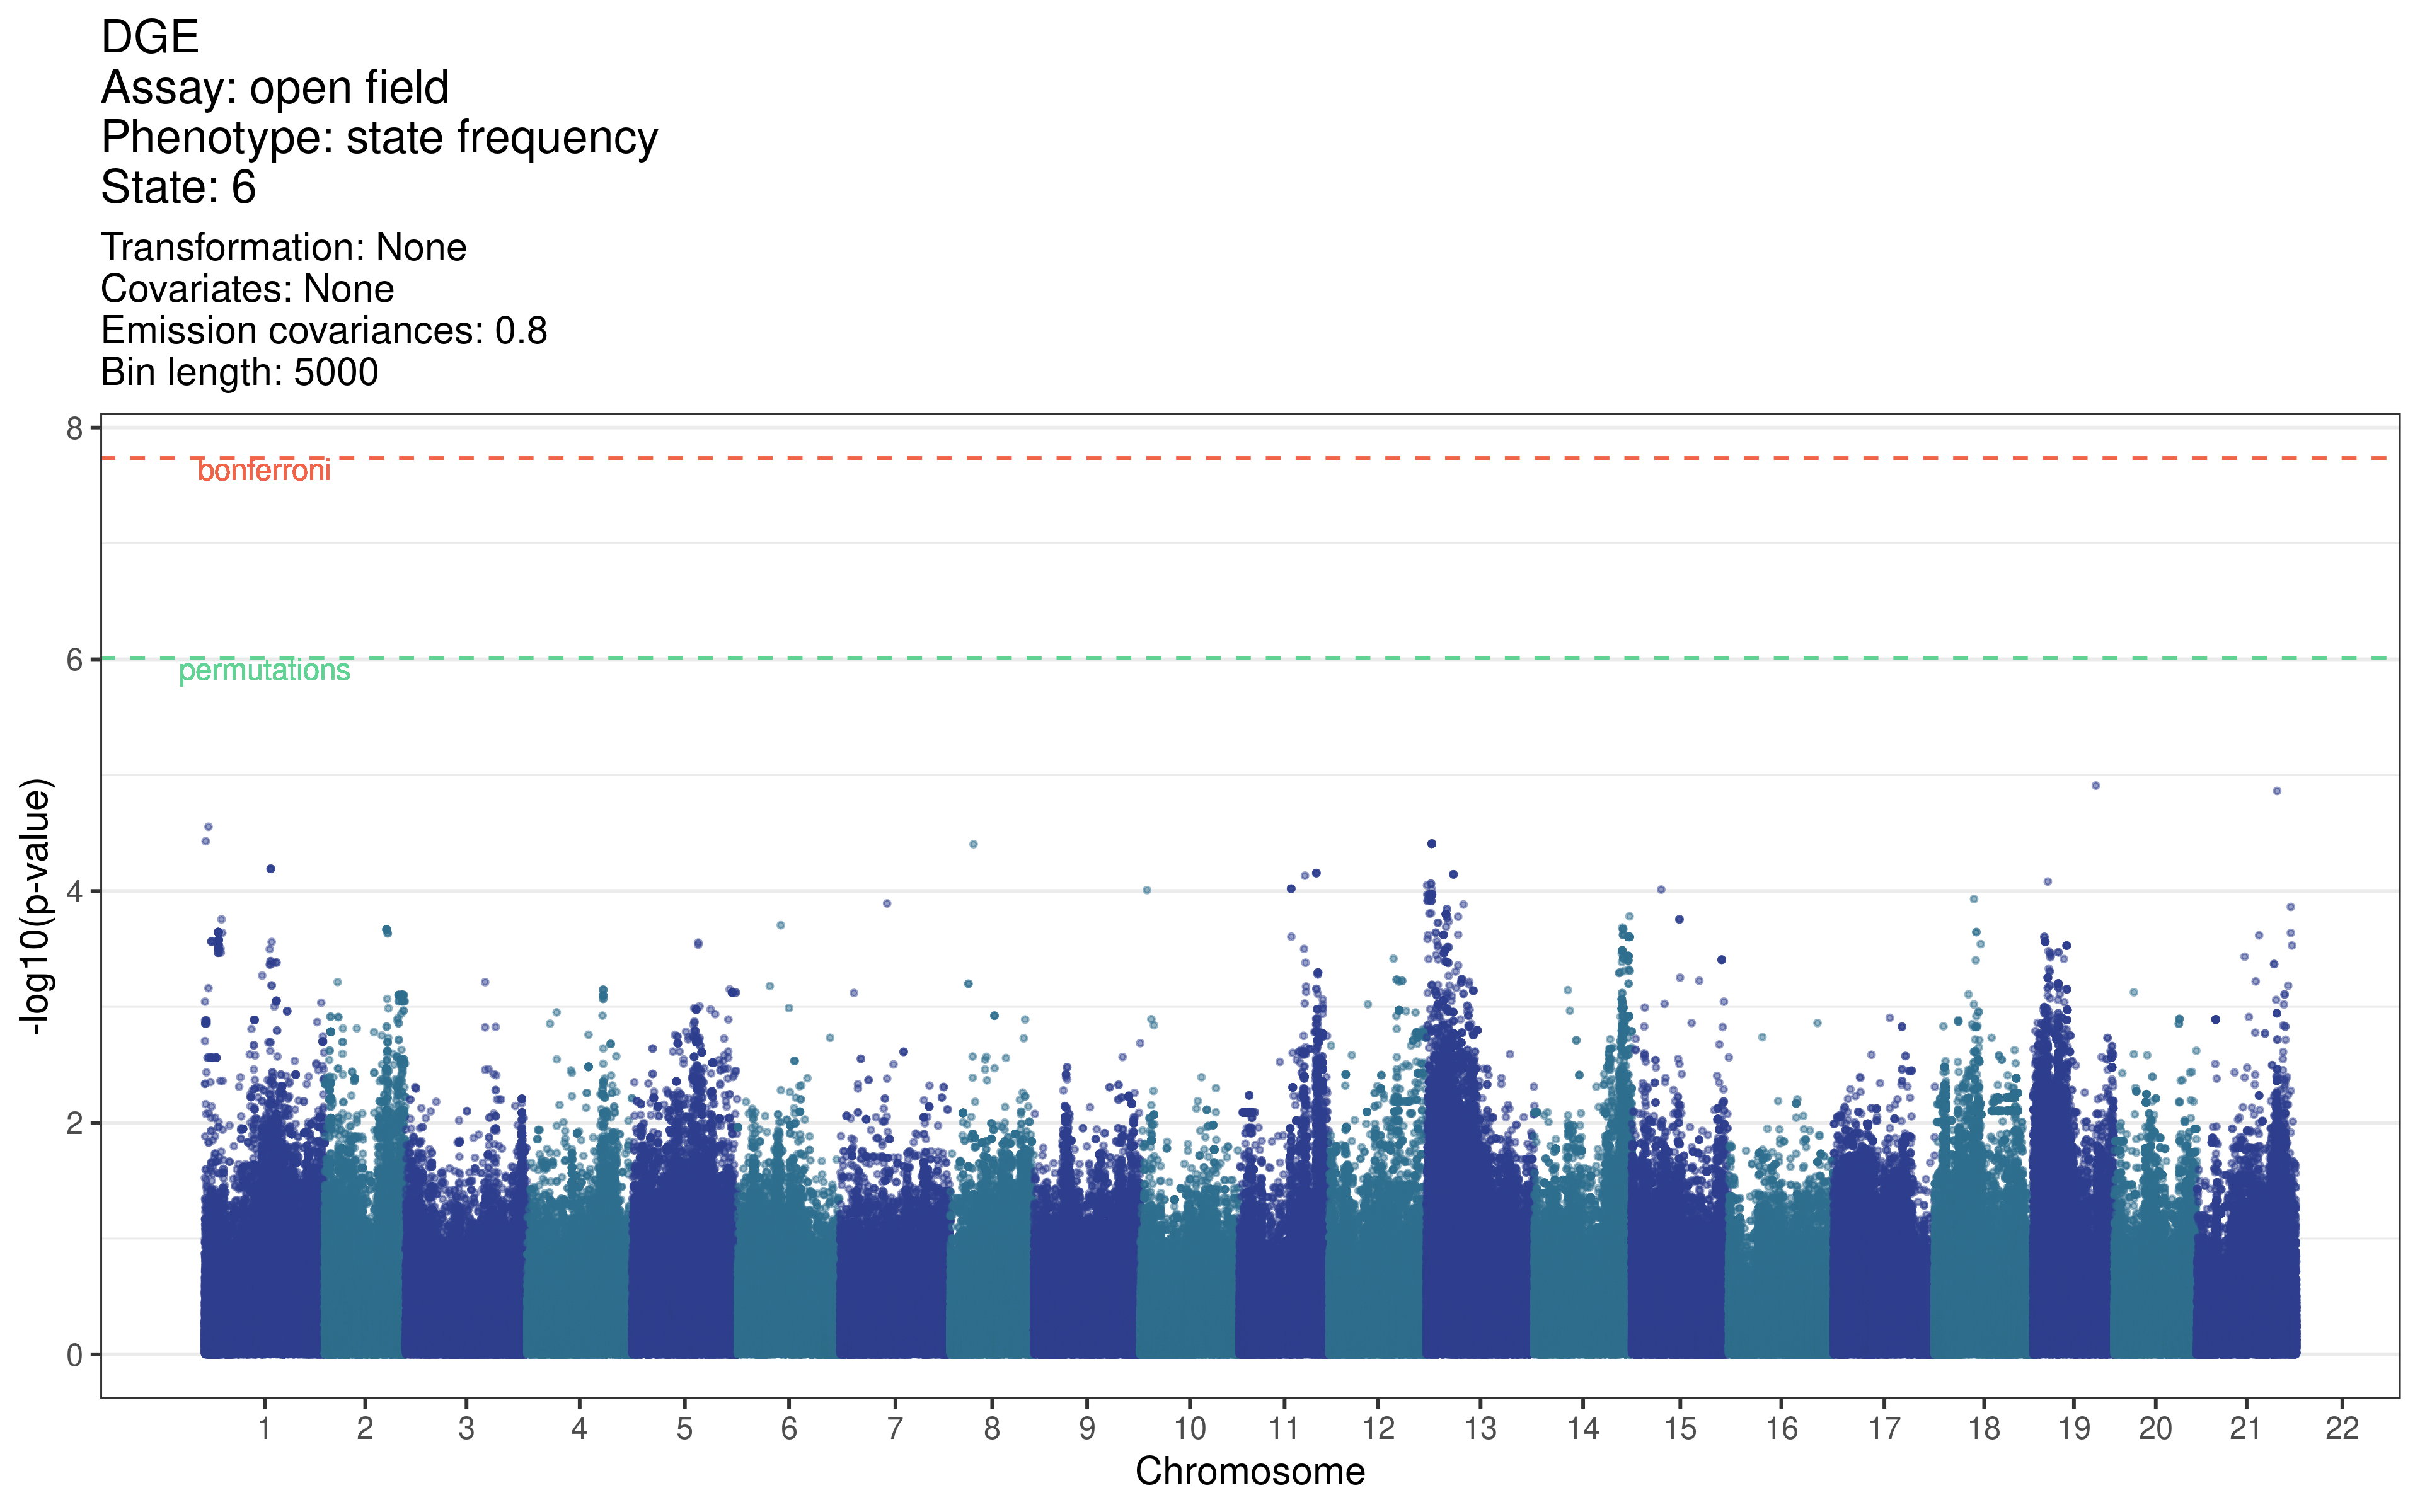 DGE
Assay: open field
Phenotype: state frequency
State: 6
Transformation: None
Covariates: None
Emission covariances: 0.8
Bin length: 5000
8
bonferroni
6
permutations
4
2
0
-log10(p-value)
1 2 3 4 5 6 7 8 9 10 11 12 13 14 15 16 17 18 19 20 21 22
Chromosome